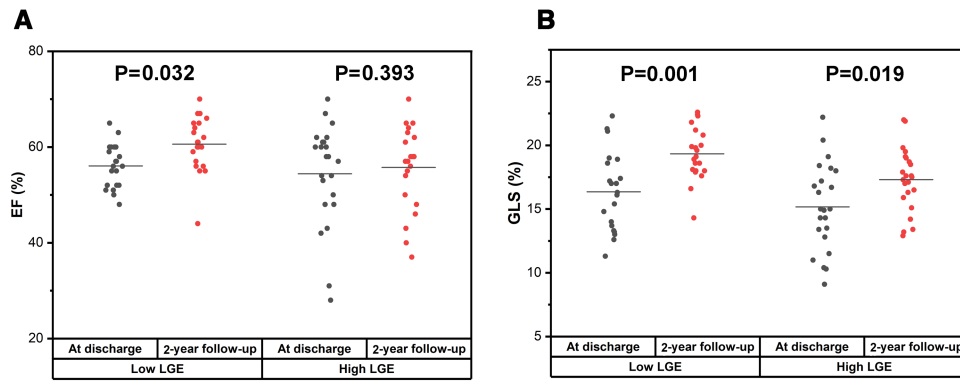 A
P=0.032
P=0.393
EF (%)
80
60
40
20
At discharge
2-year follow-up
At discharge
2-year follow-up
Low LGE
High LGE
B
P=0.001
P=0.019
GLS (%)
25
20
15
10
5
At discharge
2-year follow-up
At discharge
2-year follow-up
Low LGE
High LGE